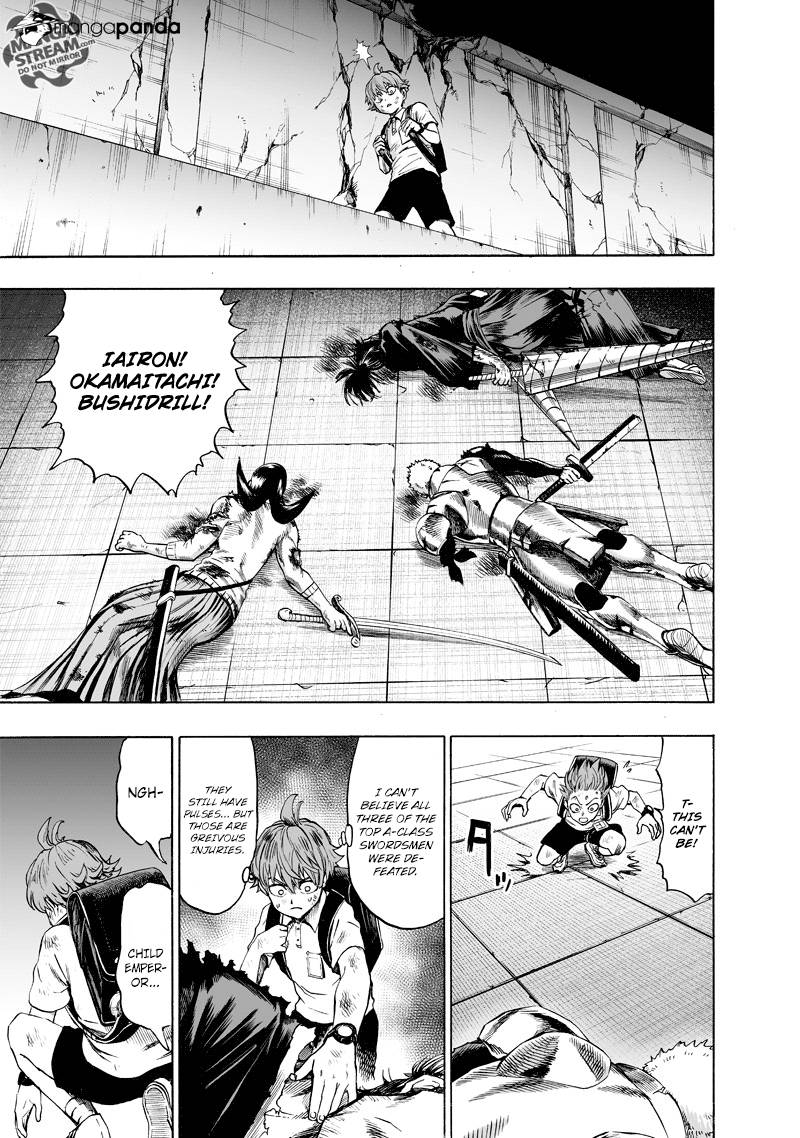 mangapanda
MANGA
STREAM
.com
DO NOT MIRROR
IAIRON!
OKAMAITACHI!
BUSHIDRILL!
T-
THIS
CAN'T
BE!
I CAN'T
BELIEVE ALL
THREE OF THE
TOP A-CLASS
SWORDSMEN
WERE DE-
FEATED.
THEY
STILL HAVE
PULSES... BUT
THOSE ARE
GREIVOUS
INJURIES.
NGH-
CHILD
EMPER-
OR...